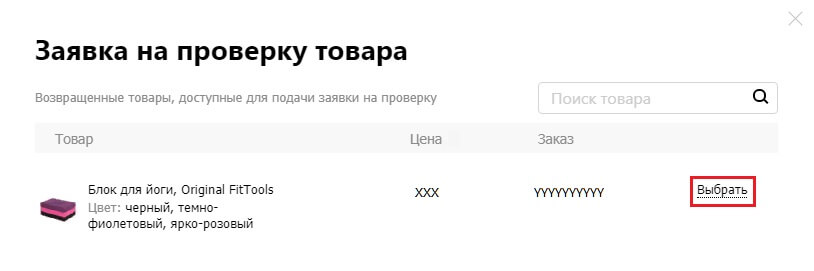 Заявка на проверку товара
Возвращенные товары, доступные для подачи заявки на проверку
Поиск товара
Товар Цена Заказ
Блок для йоги, Original FitTools
Цвет: черный, темно-
фиолетовый, ярко-розовый
XXX
YYYYYYYYYY
Выбрать